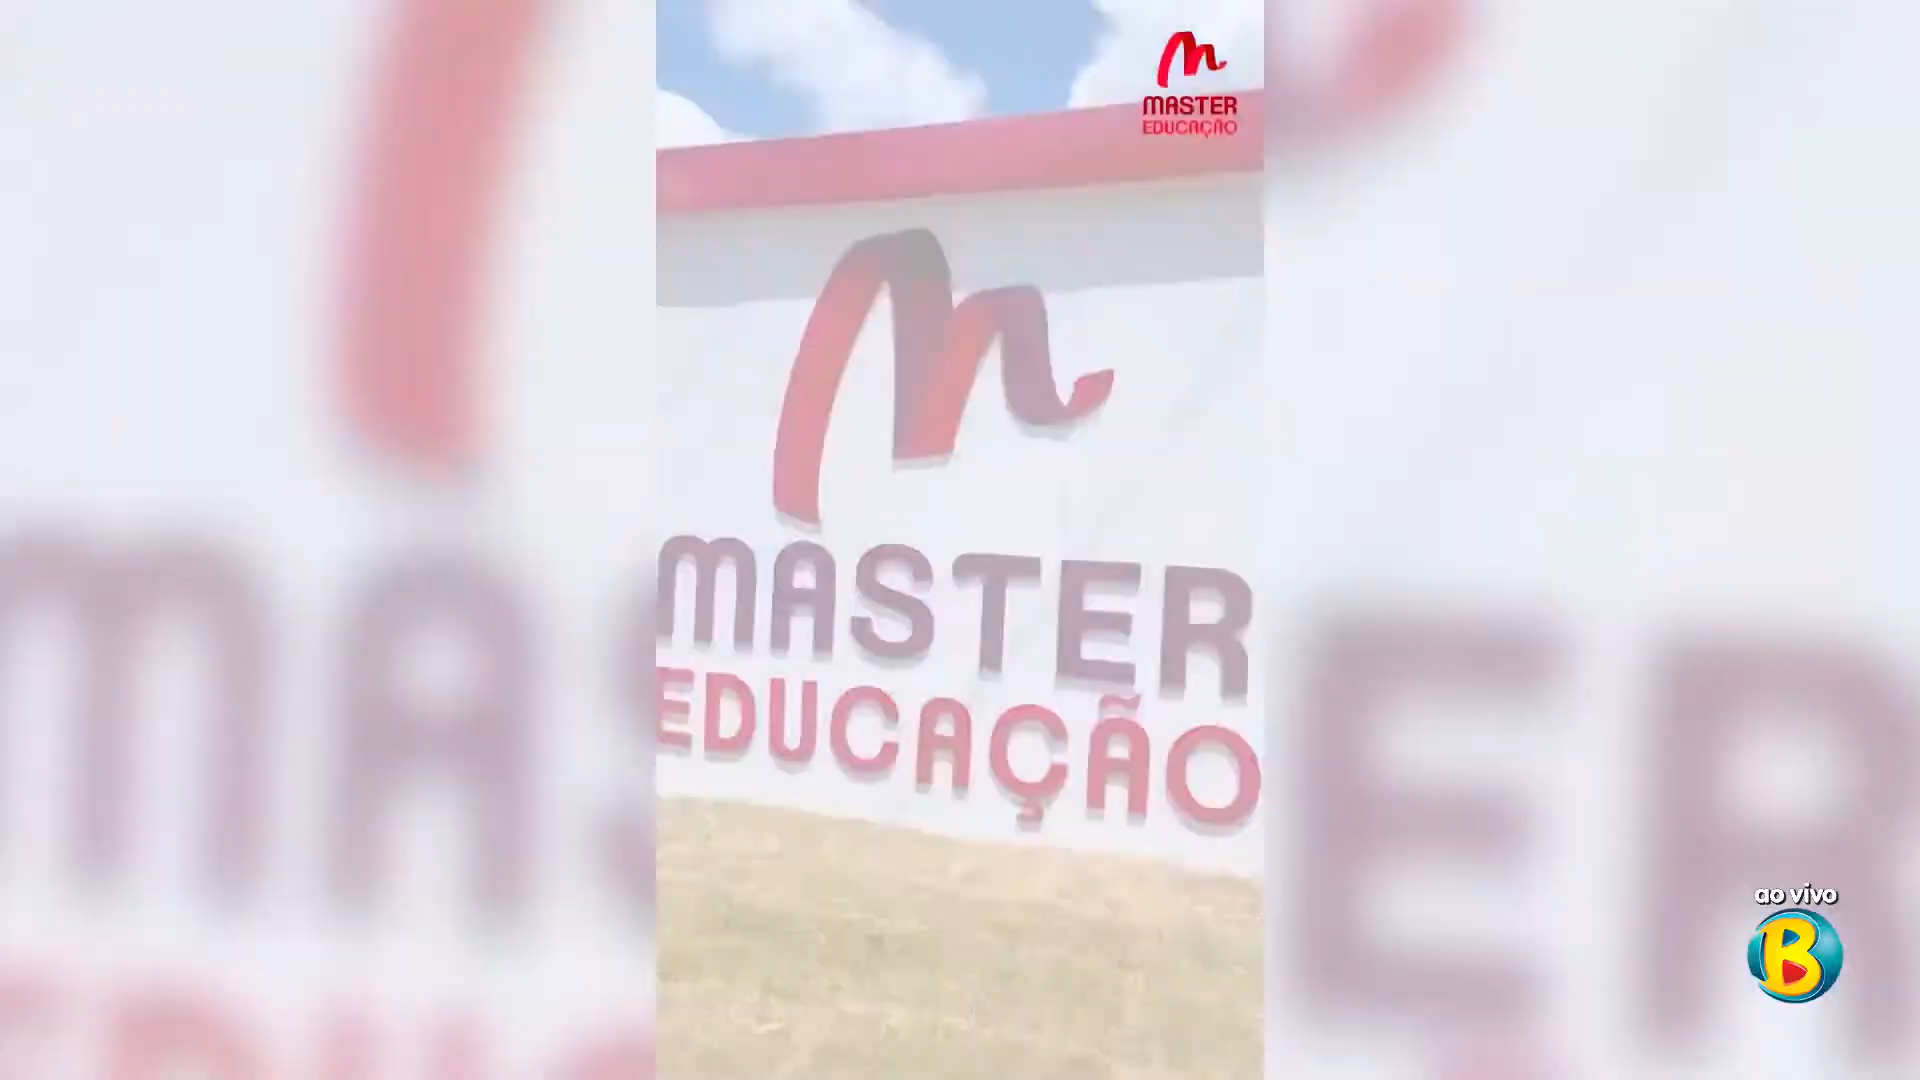 MASTER
EDUCAÇÃO
MASTER
EDUCAÇÃO
ao vivo
B